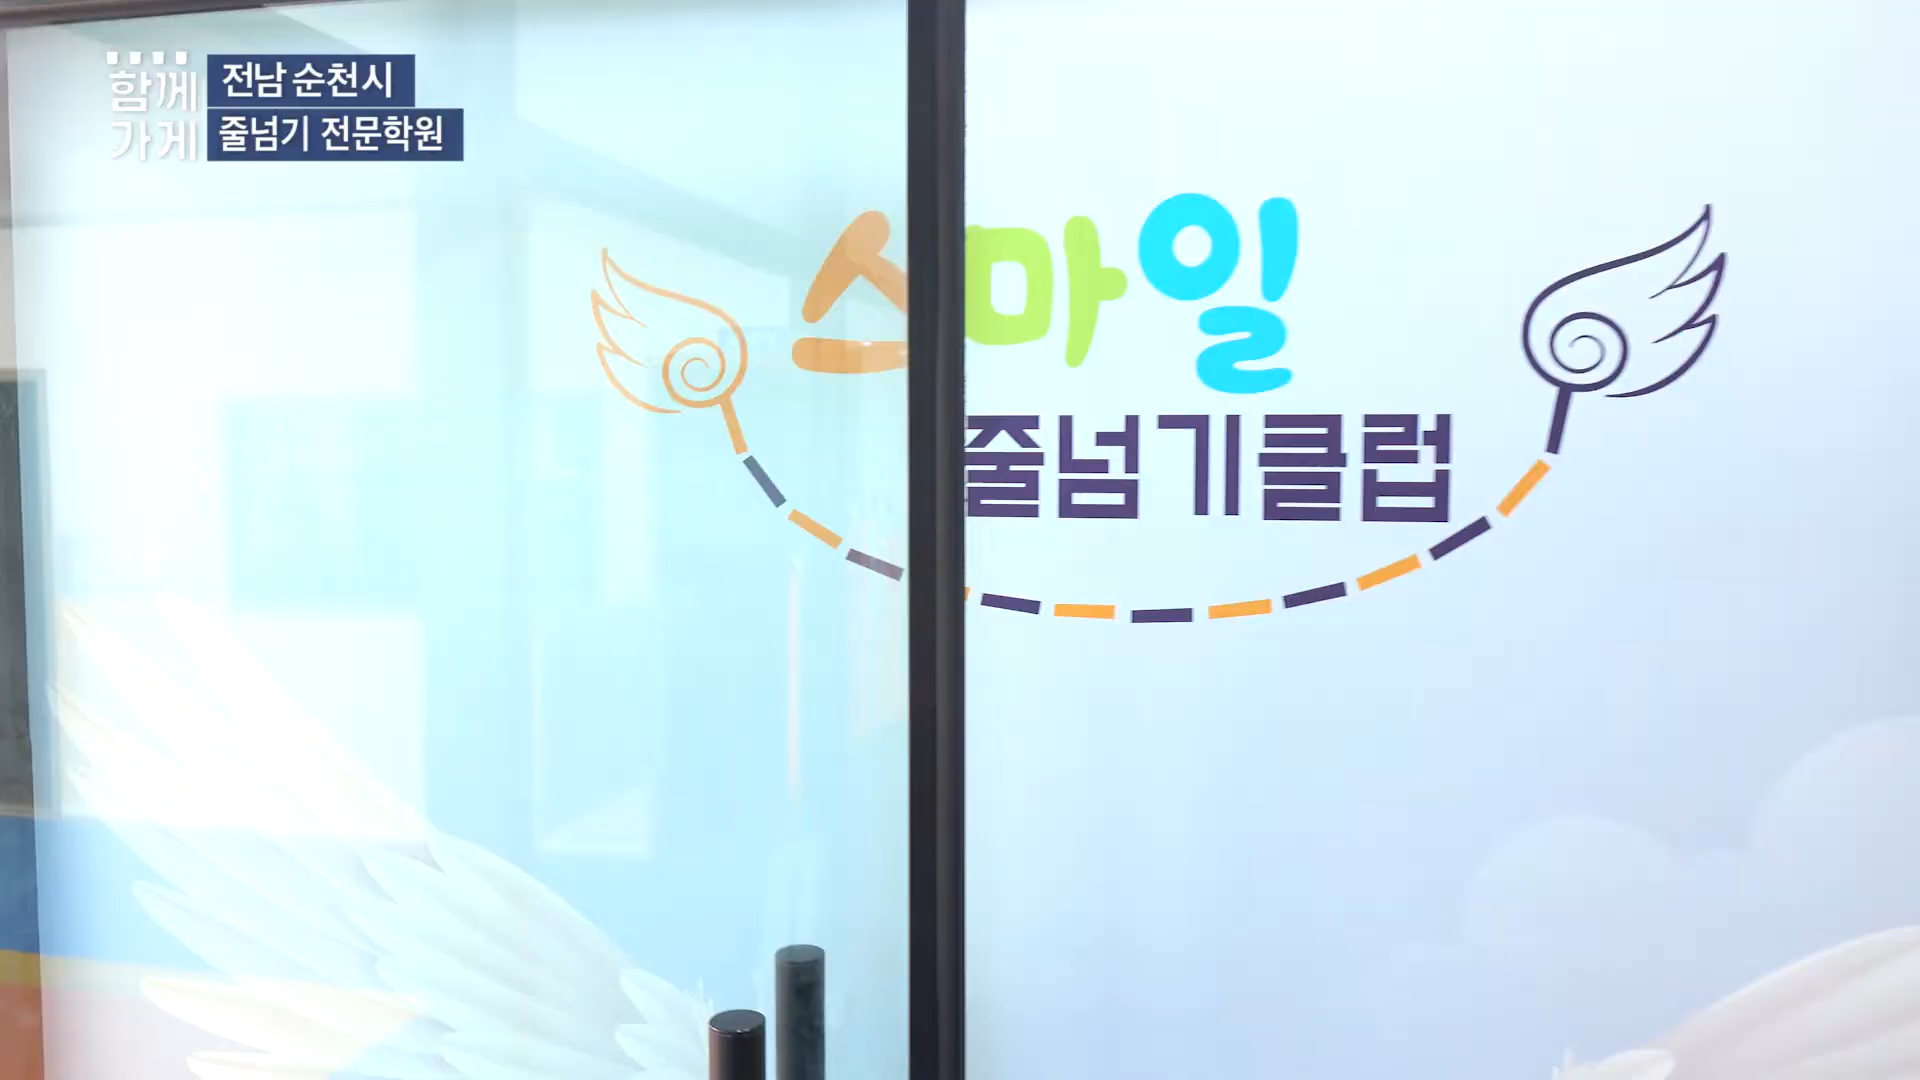 함께
가게
전남 순천시
줄넘기 전문학원
스마일
줄넘기클럽